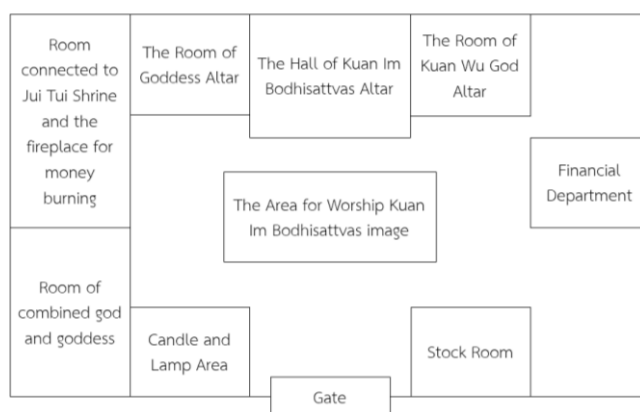 Room
connected to
Jui Tui Shrine
and the
fireplace for
money
burning
The Room of
Goddess Altar
The Hall of Kuan Im
Bodhisattvas Altar
The Room of
Kuan Wu God
Altar
Financial
Department
The Area for Worship Kuan
Im Bodhisattvas image
Room of
combined god
and goddess
Candle and
Lamp Area
Stock Room
Gate